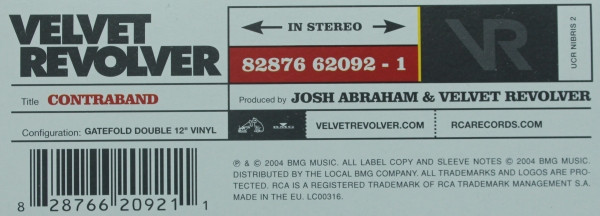 VELVET
REVOLVER
IN STEREO
82876 62092 - 1
VR
UCR NIBRIS 2
Title CONTRABAND
Produced by JOSH ABRAHAM & VELVET REVOLVER
Configuration: GATEFOLD DOUBLE 12" VINYL
BMG
VELVETREVOLVER.COM
RCARECORDS.COM
℗ & © 2004 BMG MUSIC. ALL LABEL COPY AND SLEEVE NOTES © 2004 BMG MUSIC.
DISTRIBUTED BY THE LOCAL BMG COMPANY. ALL TRADEMARKS AND LOGOS ARE PRO-
TECTED. RCA IS A REGISTERED TRADEMARK OF RCA TRADEMARK MANAGEMENT S.A.
MADE IN THE EU. LC00316.
8 28766 20921 1